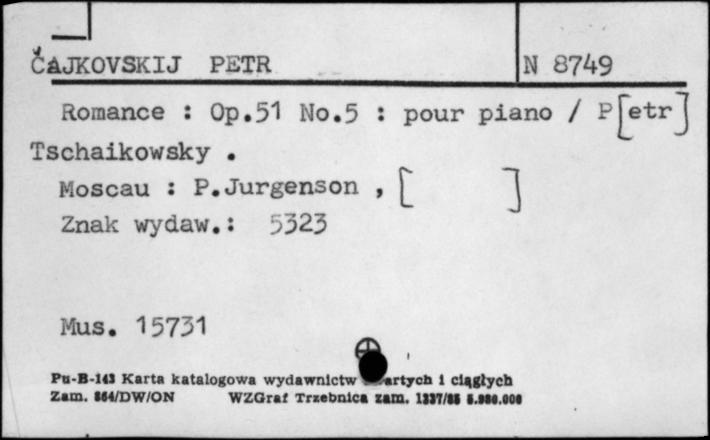 ČAJKOVSKIJ PETR N 8749
Romance : Op.51 No.5 : pour piano / P[etr]
Tschaikowsky .
Moscau : P.Jurgenson , [ ]
Znak wydaw.: 5323
Mus. 15731
Pu-B-143 Karta katalogowa wydawnictw artych i ciągłych
Zam. 864/DW/ON WZGraf Trzebnica zam. 1337/85 5.980.000